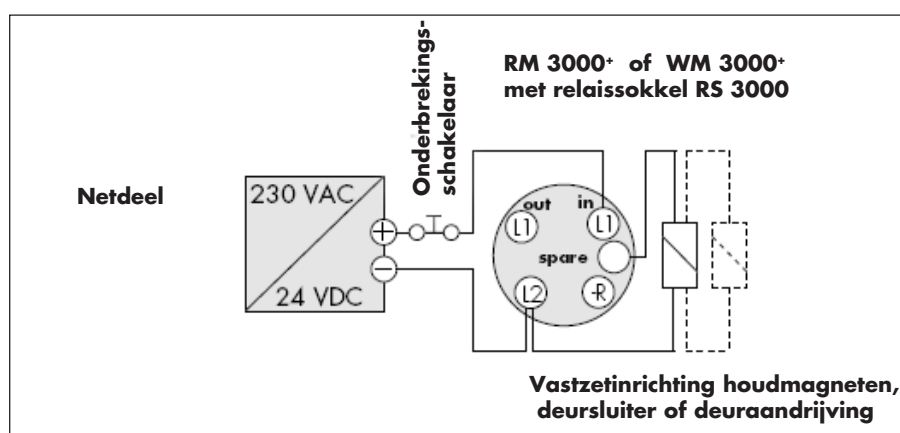 Onderbrekings-
schakelaar
RM 3000+ of WM 3000+
met relaissokkel RS 3000
Netdeel
230 VAC
24 VDC
+
−
out
in
L1
L1
spare
L2
-R
Vastzetinrichting houdmagneten,
deursluiter of deuraandrijving